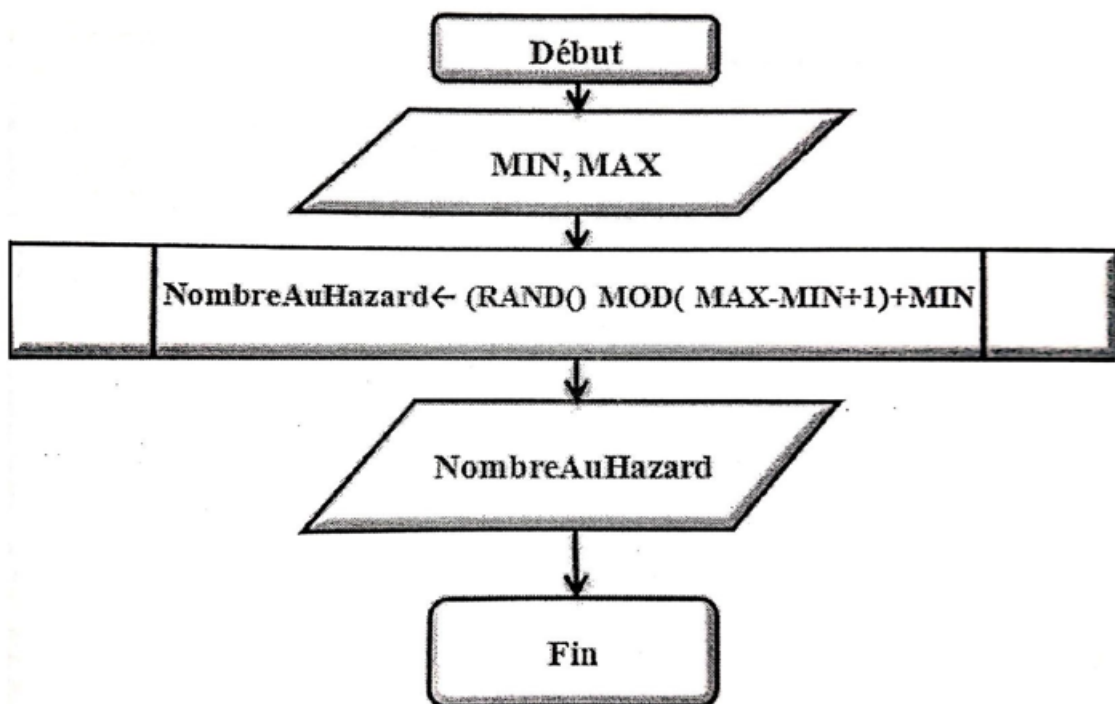 Début
MIN, MAX
NombreAuHazard← (RAND() MOD( MAX-MIN+1)+MIN
NombreAuHazard
Fin